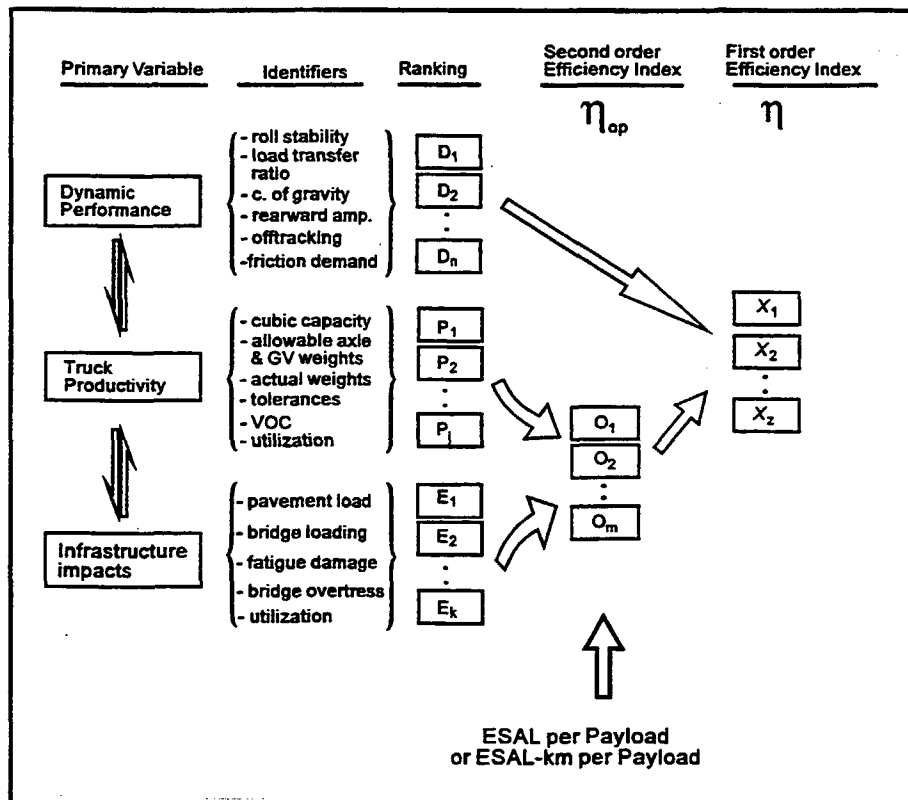 Primary Variable
Identifiers
Ranking
Second order
Efficiency Index
First order
Efficiency Index
η op
η
Dynamic
Performance
- roll stability
- load transfer
ratio
- c. of gravity
- rearward amp.
- offtracking
-friction demand
D1
D2
Dn
Truck
Productivity
- cubic capacity
- allowable axle
& GV weights
- actual weights
- tolerances
- VOC
- utilization
P1
P2
Pj
Infrastructure
impacts
- pavement load
- bridge loading
- fatigue damage
- bridge overtress
- utilization
E1
E2
Ek
O1
O2
Om
X1
X2
Xz
ESAL per Payload
or ESAL-km per Payload